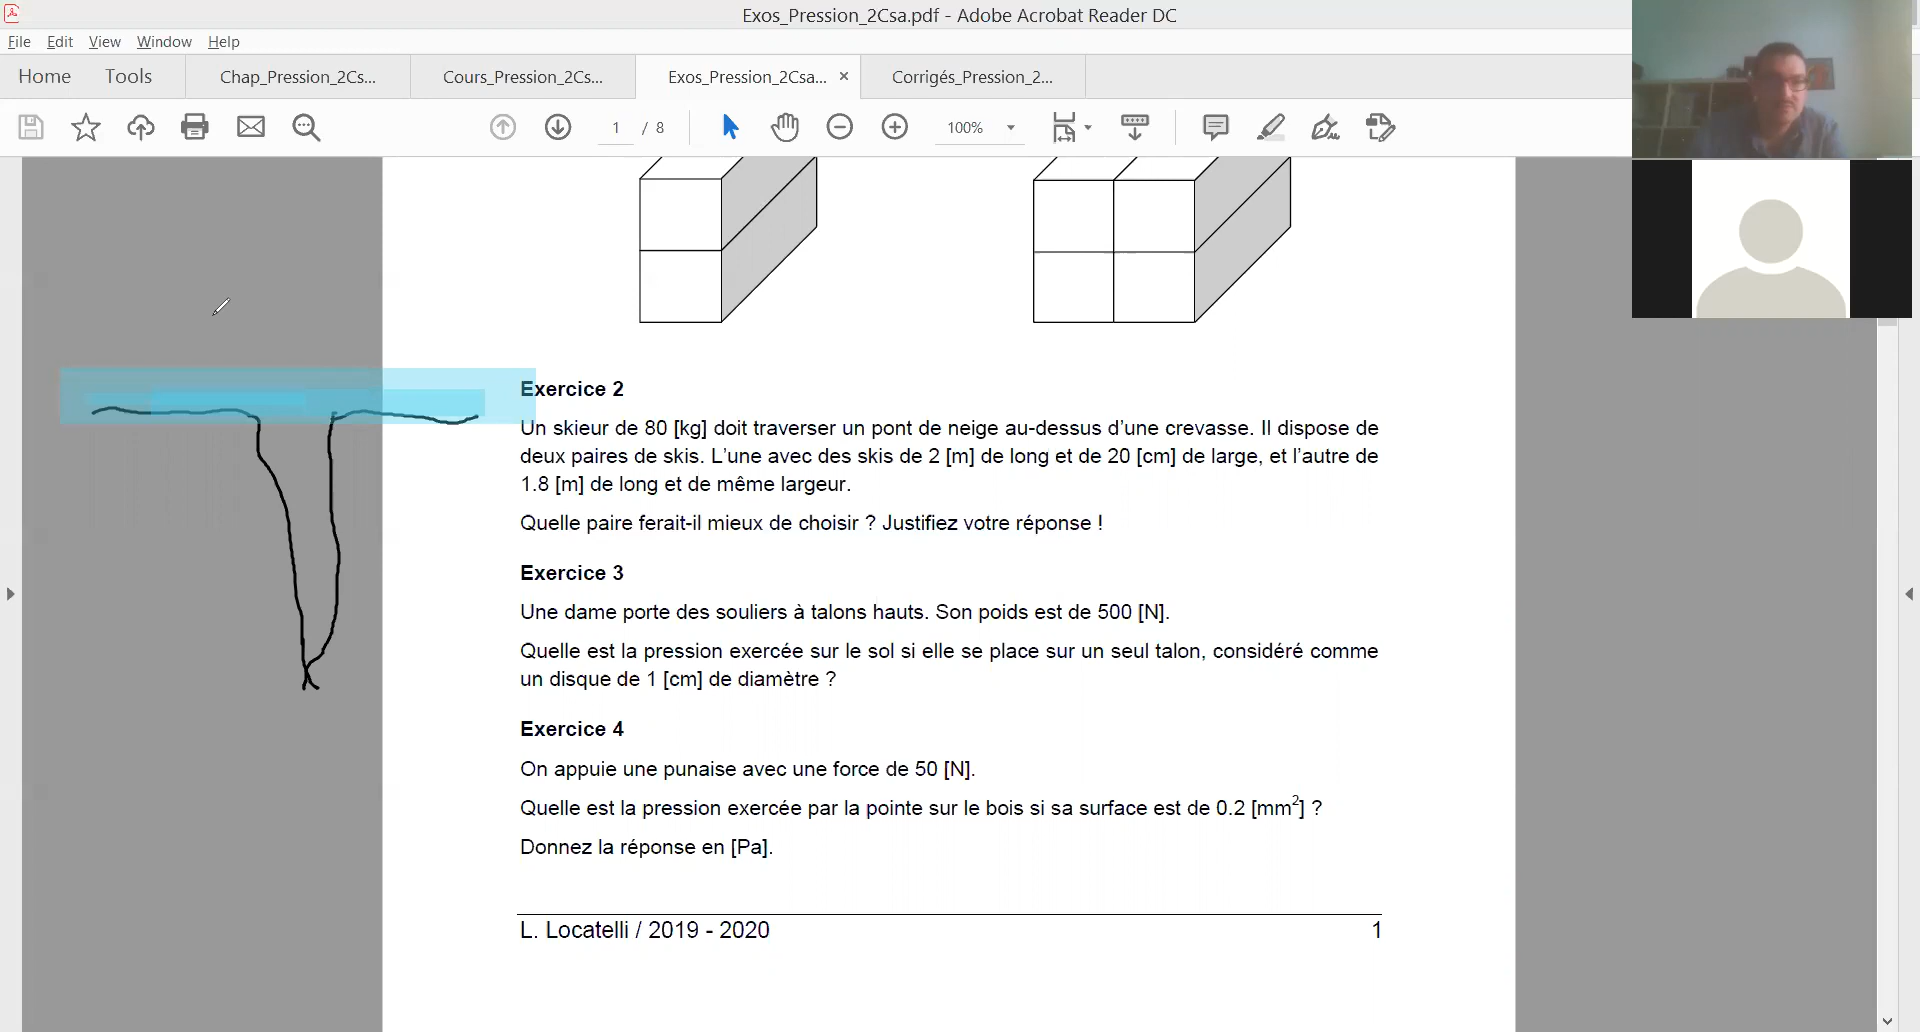 Exos_Pression_2Csa.pdf - Adobe Acrobat Reader DC
File Edit View Window Help
Home Tools Chap_Pression_2Cs... Cours_Pression_2Cs... Exos_Pression_2Csa... × Corrigés_Pression_2...
1 / 8 100%
Exercice 2
Un skieur de 80 [kg] doit traverser un pont de neige au-dessus d’une crevasse. Il dispose de
deux paires de skis. L’une avec des skis de 2 [m] de long et de 20 [cm] de large, et l’autre de
1.8 [m] de long et de même largeur.
Quelle paire ferait-il mieux de choisir ? Justifiez votre réponse !
Exercice 3
Une dame porte des souliers à talons hauts. Son poids est de 500 [N].
Quelle est la pression exercée sur le sol si elle se place sur un seul talon, considéré comme
un disque de 1 [cm] de diamètre ?
Exercice 4
On appuie une punaise avec une force de 50 [N].
Quelle est la pression exercée par la pointe sur le bois si sa surface est de 0.2 [mm²] ?
Donnez la réponse en [Pa].
L. Locatelli / 2019 - 2020 1